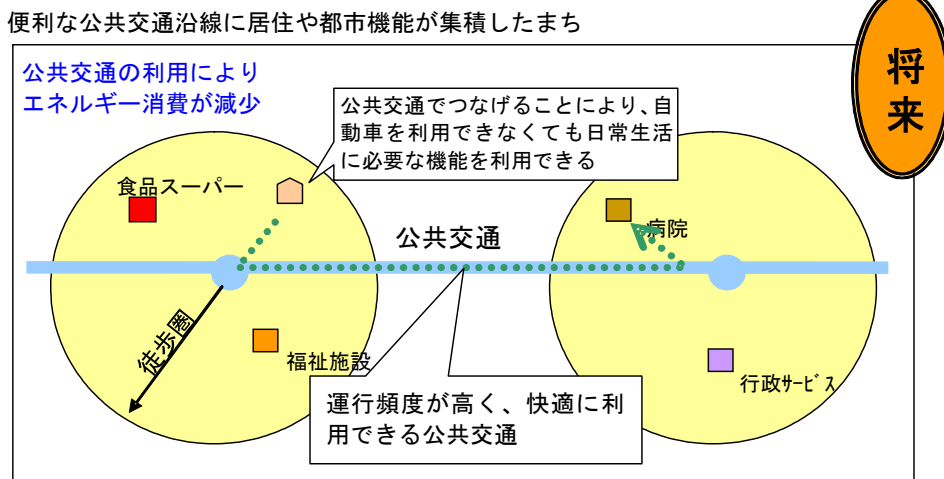 便利な公共交通沿線に居住や都市機能が集積したまち
将
来
公共交通の利用により
エネルギー消費が減少
公共交通でつなげることにより、自
動車を利用できなくても日常生活
に必要な機能を利用できる
食品スーパー
病院
公共交通
徒歩圏
福祉施設
行政ｻｰﾋﾞｽ
運行頻度が高く、快適に利
用できる公共交通